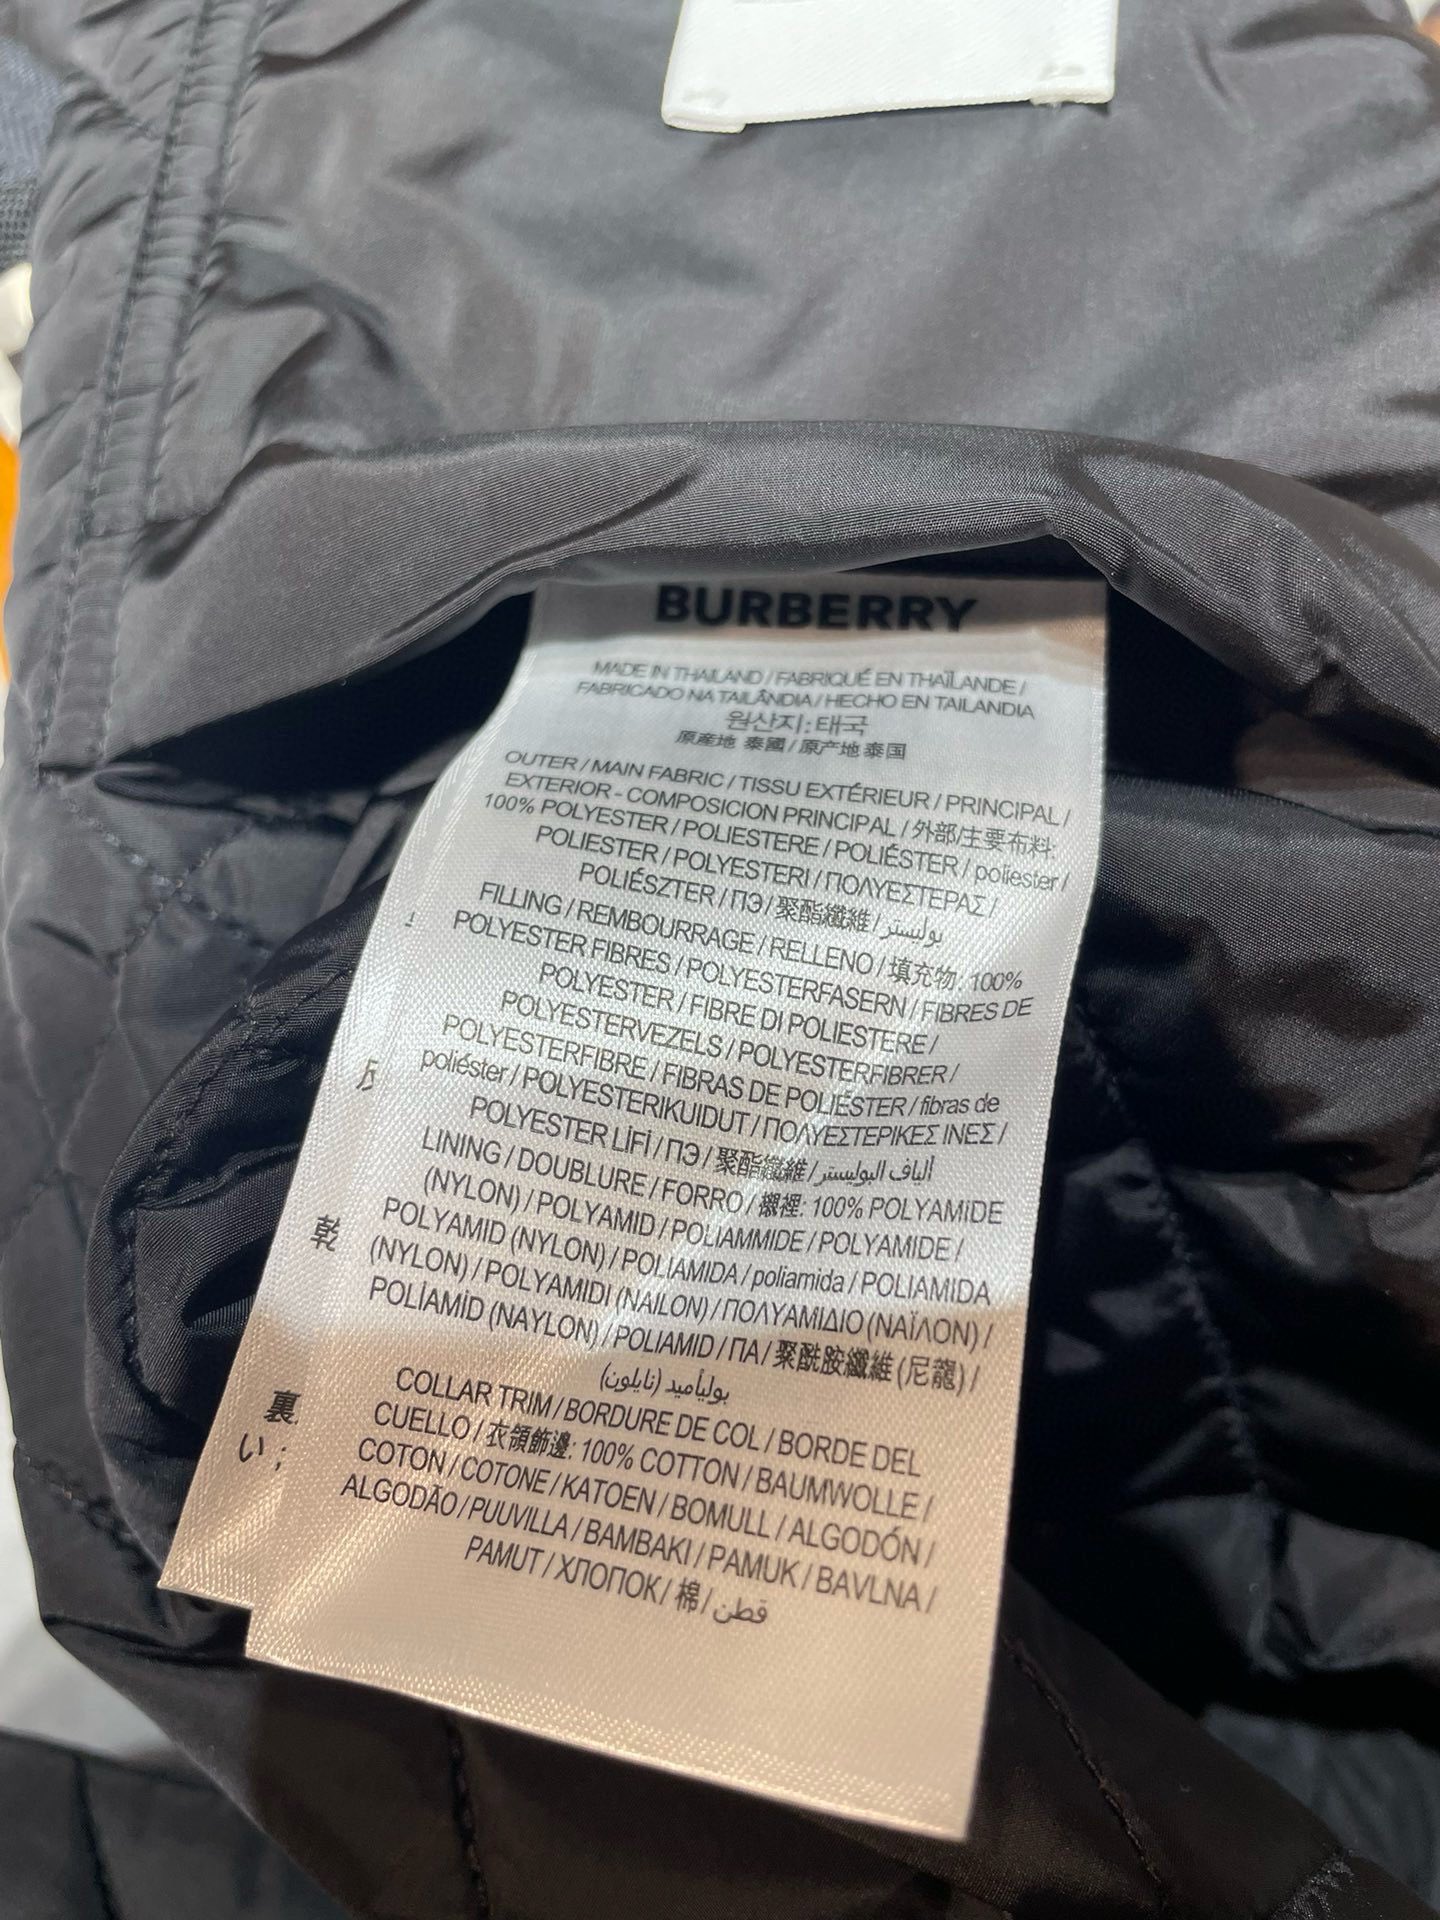 BURBERRY
MADE IN THAILAND / FABRIQUÉ EN THAÏLANDE /
FABRICADO NA TAILÂNDIA / HECHO EN TAILANDIA
원산지: 태국
原產地 泰國 / 原产地 泰国
OUTER / MAIN FABRIC / TISSU EXTÉRIEUR / PRINCIPAL /
EXTERIOR - COMPOSICION PRINCIPAL / 外部/主要布料:
100% POLYESTER / POLIESTERE / POLIÉSTER / poliester /
POLIESTER / POLYESTERI / ΠΟΛΥΕΣΤΕΡΑΣ /
POLIÉSZTER / ПЭ / 聚酯纖維 / بوليستر
FILLING / REMBOURRAGE / RELLENO / 填充物: 100%
POLYESTER FIBRES / POLYESTERFASERN / FIBRES DE
POLYESTER / FIBRE DI POLIESTERE /
POLYESTERVEZELS / POLYESTERFIBRER /
POLYESTERFIBRE / FIBRAS DE POLIÉSTER / fibras de
poliéster / POLYESTERIKUIDUT / ΠΟΛΥΕΣΤΕΡΙΚΕΣ ΙΝΕΣ /
POLYESTER LİFİ / ПЭ / 聚酯纖維 / ألياف البوليستر
LINING / DOUBLURE / FORRO / 襯裡: 100% POLYAMIDE
(NYLON) / POLYAMID / POLIAMMIDE / POLYAMIDE /
POLYAMID (NYLON) / POLIAMIDA / poliamida / POLIAMIDA
(NYLON) / POLYAMIDI (NAILON) / ΠΟΛΥΑΜΙΔΙΟ (ΝΑΪΛΟΝ) /
POLİAMİD (NAYLON) / POLIAMID / ПА / 聚酰胺纖維 (尼龍) /
بولياميد (نايلون)
COLLAR TRIM / BORDURE DE COL / BORDE DEL
CUELLO / 衣領飾邊: 100% COTTON / BAUMWOLLE /
COTON / COTONE / KATOEN / BOMULL / ALGODÓN /
ALGODÃO / PUUVILLA / BAMBAKI / PAMUK / BAVLNA /
PAMUT / ХЛОПОК / 棉 / قطن
乾
裏
い;